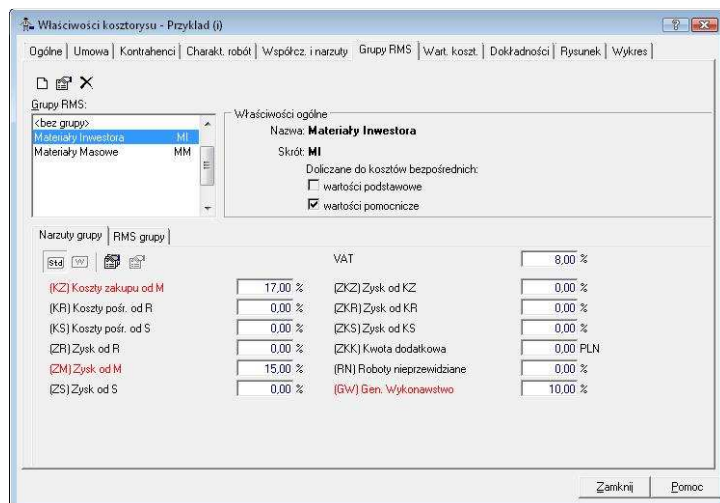 Właściwości kosztorysu - Przykład (i)
Ogólne Umowa Kontrahenci Charakt. robót Współcz. i narzuty Grupy RMS Wart. koszt. Dokładności Rysunek Wykres
Grupy RMS:
<bez grupy>
Materiały Inwestora MI
Materiały Masowe MM
Właściwości ogólne
Nazwa: Materiały Inwestora
Skrót: MI
Doliczane do kosztów bezpośrednich:
wartości podstawowe
wartości pomocnicze
Narzuty grupy RMS grupy
Std W
VAT 8,00 %
(KZ) Koszty zakupu od M 17,00 % (ZKZ) Zysk od KZ 0,00 %
(KR) Koszty pośr. od R 0,00 % (ZKR) Zysk od KR 0,00 %
(KS) Koszty pośr. od S 0,00 % (ZKS) Zysk od KS 0,00 %
(ZR) Zysk od R 0,00 % (ZKK) Kwota dodatkowa 0,00 PLN
(ZM) Zysk od M 15,00 % (RN) Roboty nieprzewidziane 0,00 %
(ZS) Zysk od S 0,00 % (GW) Gen. Wykonawstwo 10,00 %
Zamknij Pomoc